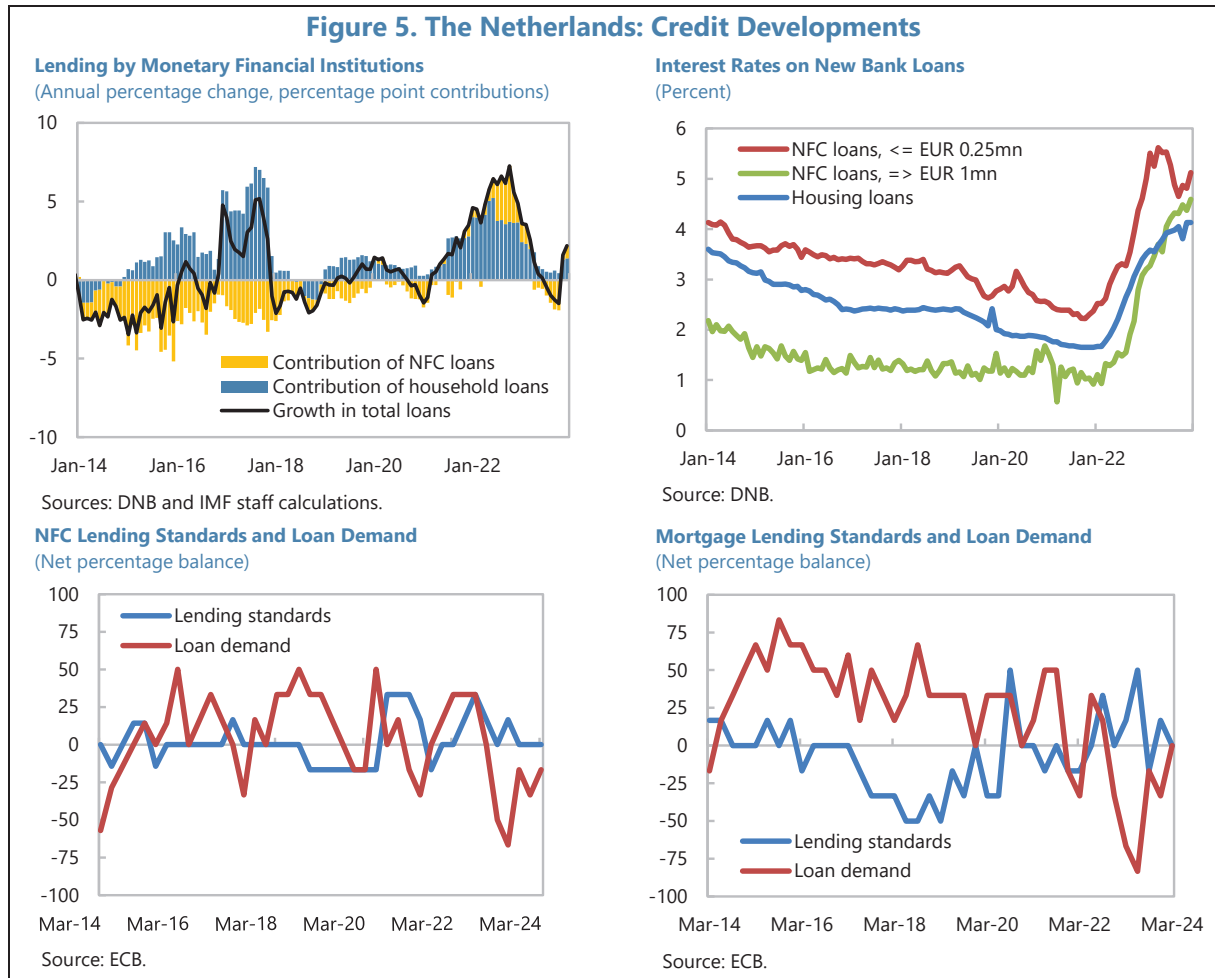 Figure 5. The Netherlands: Credit Developments
Lending by Monetary Financial Institutions
(Annual percentage change, percentage point contributions)
10
5
0
-5
-10
Contribution of NFC loans
Contribution of household loans
Growth in total loans
Jan-14 Jan-16 Jan-18 Jan-20 Jan-22
Sources: DNB and IMF staff calculations.
Interest Rates on New Bank Loans
(Percent)
6
5
4
3
2
1
0
NFC loans, <= EUR 0.25mn
NFC loans, => EUR 1mn
Housing loans
Jan-14 Jan-16 Jan-18 Jan-20 Jan-22
Source: DNB.
NFC Lending Standards and Loan Demand
(Net percentage balance)
100
75
50
25
0
-25
-50
-75
-100
Lending standards
Loan demand
Mar-14 Mar-16 Mar-18 Mar-20 Mar-22 Mar-24
Source: ECB.
Mortgage Lending Standards and Loan Demand
(Net percentage balance)
100
75
50
25
0
-25
-50
-75
-100
Lending standards
Loan demand
Mar-14 Mar-16 Mar-18 Mar-20 Mar-22 Mar-24
Source: ECB.